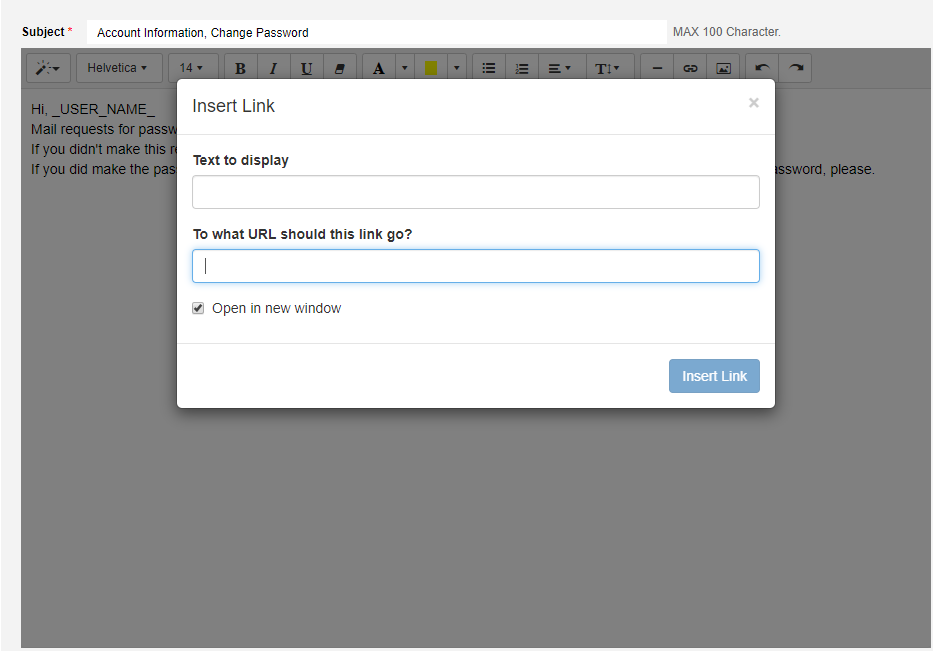 Subject * Account Information, Change Password MAX 100 Character.
Helvetica 14 B I U A T
Insert Link ×
Hi, _USER_NAME_
Mail requests for passw
Text to display
If you didn't make this re
If you did make the pas assword, please.
To what URL should this link go?
Open in new window
Insert Link